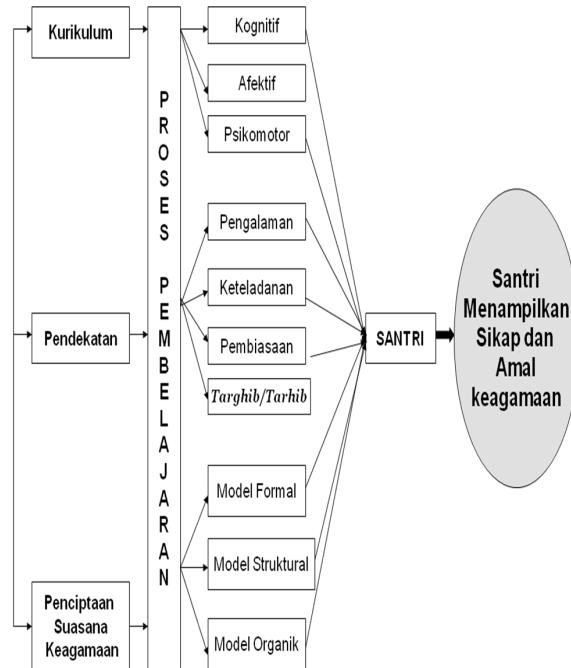 Kurikulum
Pendekatan
Penciptaan
Suasana
Keagamaan
P
R
O
S
E
S
P
E
M
B
E
L
A
J
A
R
A
N
Kognitif
Afektif
Psikomotor
Pengalaman
Keteladanan
Pembiasaan
Targhib/Tarhib
Model Formal
Model Struktural
Model Organik
SANTRI
Santri
Menampilkan
Sikap dan
Amal
keagamaan